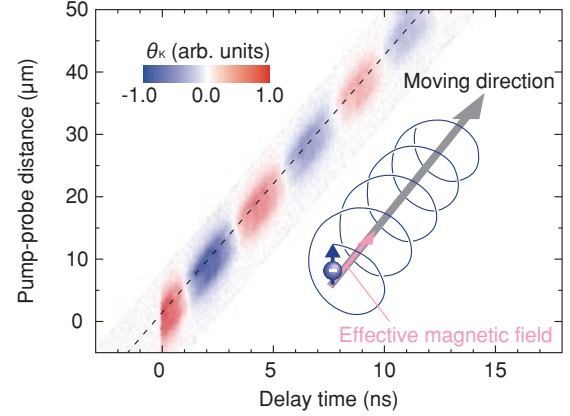 50
40
30
20
10
0
Pump-probe distance (μm)
θK (arb. units)
-1.0 0.0 1.0
Moving direction
−
Effective magnetic field
0 5 10 15
Delay time (ns)